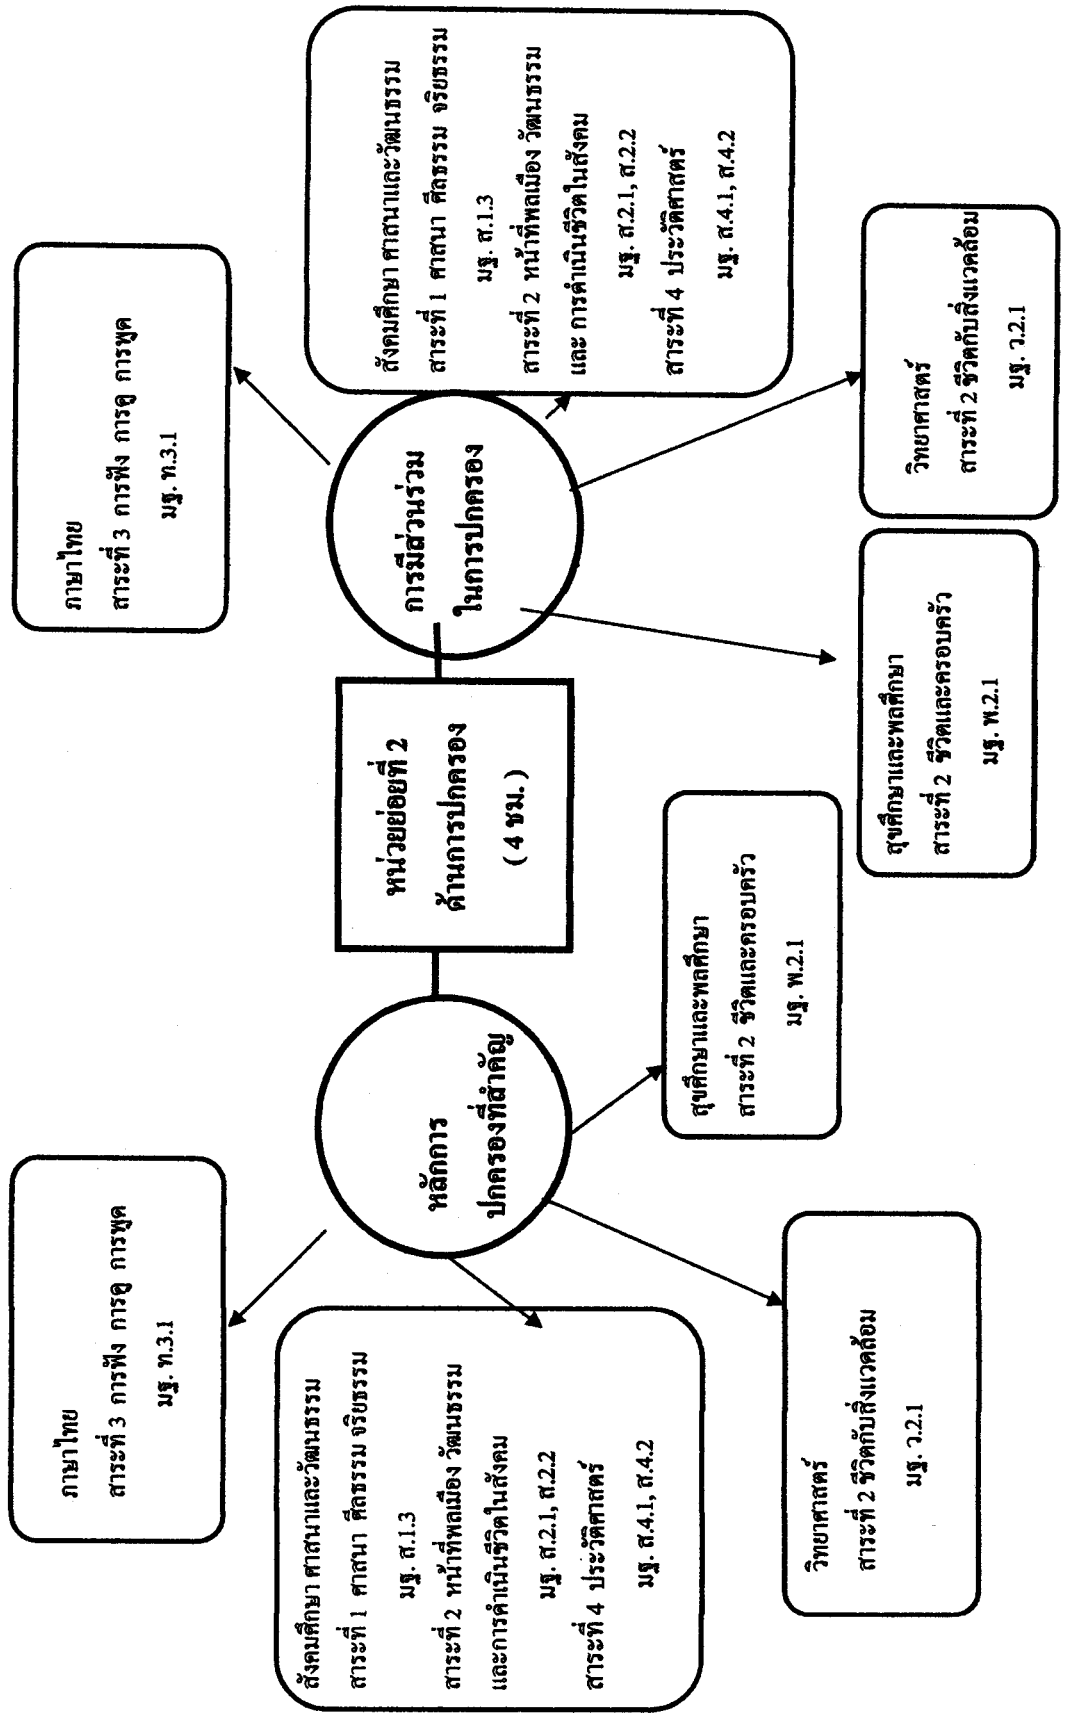 ภาษาไทย
สาระที่ 3 การฟัง การดู การพูด
มฐ. ท.3.1
ภาษาไทย
สาระที่ 3 การฟัง การดู การพูด
มฐ. ท.3.1
สังคมศึกษา ศาสนาและวัฒนธรรม
สาระที่ 1 ศาสนา ศีลธรรม จริยธรรม
มฐ. ส.1.3
สาระที่ 2 หน้าที่พลเมือง วัฒนธรรม
และการดำเนินชีวิตในสังคม
มฐ. ส.2.1, ส.2.2
สาระที่ 4 ประวัติศาสตร์
มฐ. ส.4.1, ส.4.2
หลักการ
ปกครองที่สำคัญ
หน่วยย่อยที่ 2
ด้านการปกครอง
( 4 ชม. )
การมีส่วนร่วม
ในการปกครอง
สังคมศึกษา ศาสนาและวัฒนธรรม
สาระที่ 1 ศาสนา ศีลธรรม จริยธรรม
มฐ. ส.1.3
สาระที่ 2 หน้าที่พลเมือง วัฒนธรรม
และ การดำเนินชีวิตในสังคม
มฐ. ส.2.1, ส.2.2
สาระที่ 4 ประวัติศาสตร์
มฐ. ส.4.1, ส.4.2
วิทยาศาสตร์
สาระที่ 2 ชีวิตกับสิ่งแวดล้อม
มฐ. ว.2.1
สุขศึกษาและพลศึกษา
สาระที่ 2 ชีวิตและครอบครัว
มฐ. พ.2.1
สุขศึกษาและพลศึกษา
สาระที่ 2 ชีวิตและครอบครัว
มฐ. พ.2.1
วิทยาศาสตร์
สาระที่ 2 ชีวิตกับสิ่งแวดล้อม
มฐ. ว.2.1